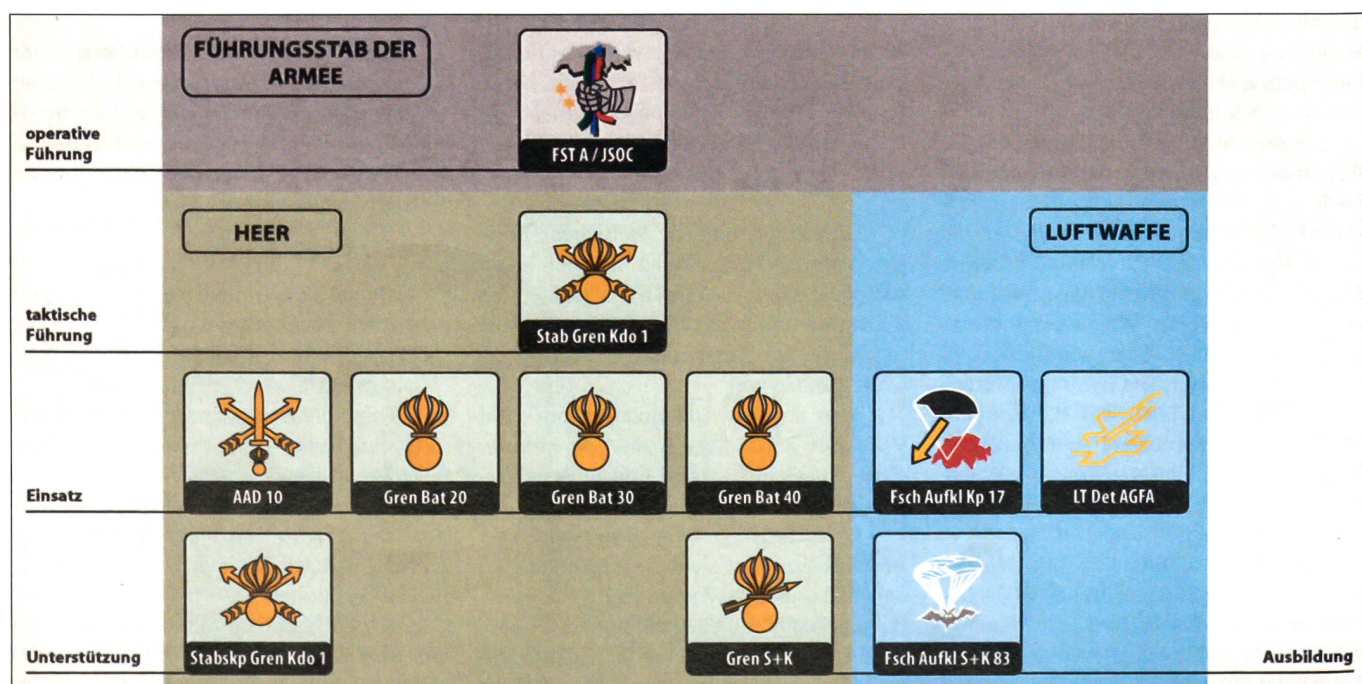 FÜHRUNGSSTAB DER
ARMEE
operative
Führung
FST A / JSOC
HEER
LUFTWAFFE
taktische
Führung
Stab Gren Kdo 1
Einsatz
AAD 10
Gren Bat 20
Gren Bat 30
Gren Bat 40
Fsch Aufkl Kp 17
LT Det AGFA
Unterstützung
Stabskp Gren Kdo 1
Gren S+K
Fsch Aufkl S+K 83
Ausbildung